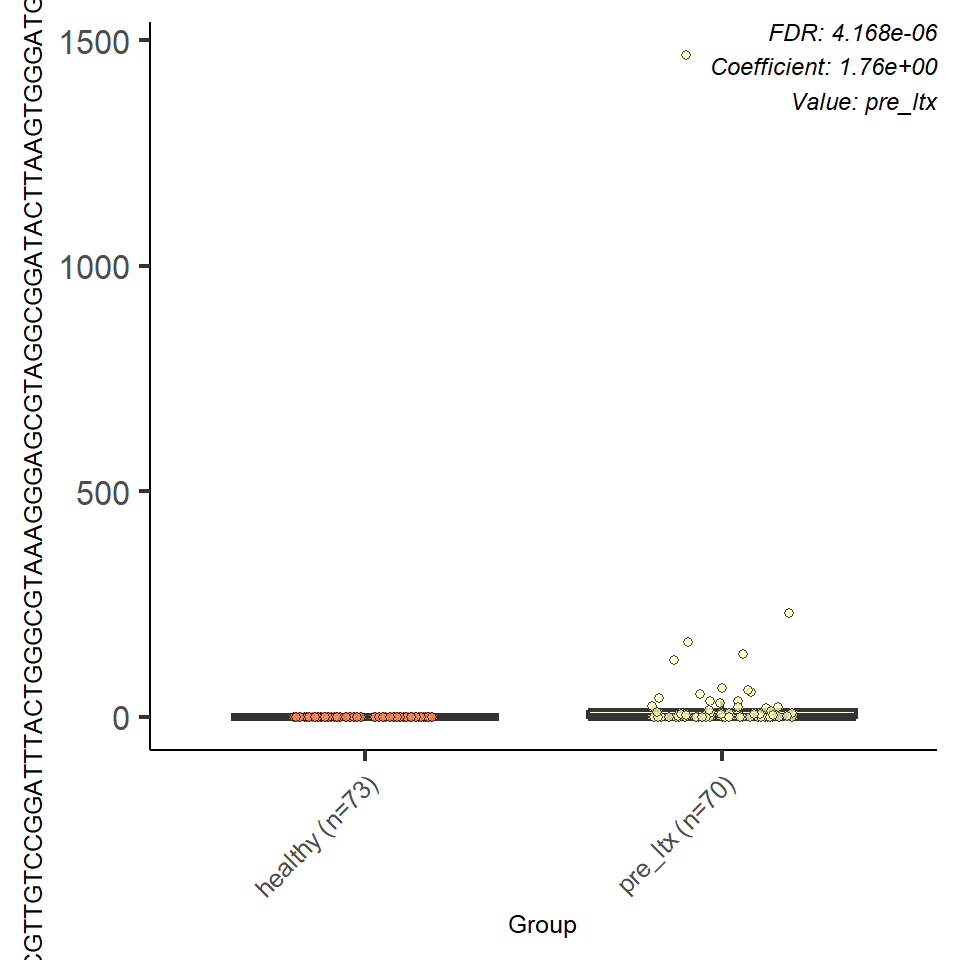 CGTTGTCCGGATTTACTGGGCGTAAAGGGAGCGTAGGCGGATACTTAAGTGGGATG
1500
1000
500
0
FDR: 4.168e-06
Coefficient: 1.76e+00
Value: pre_ltx
healthy (n=73)
pre_ltx (n=70)
Group